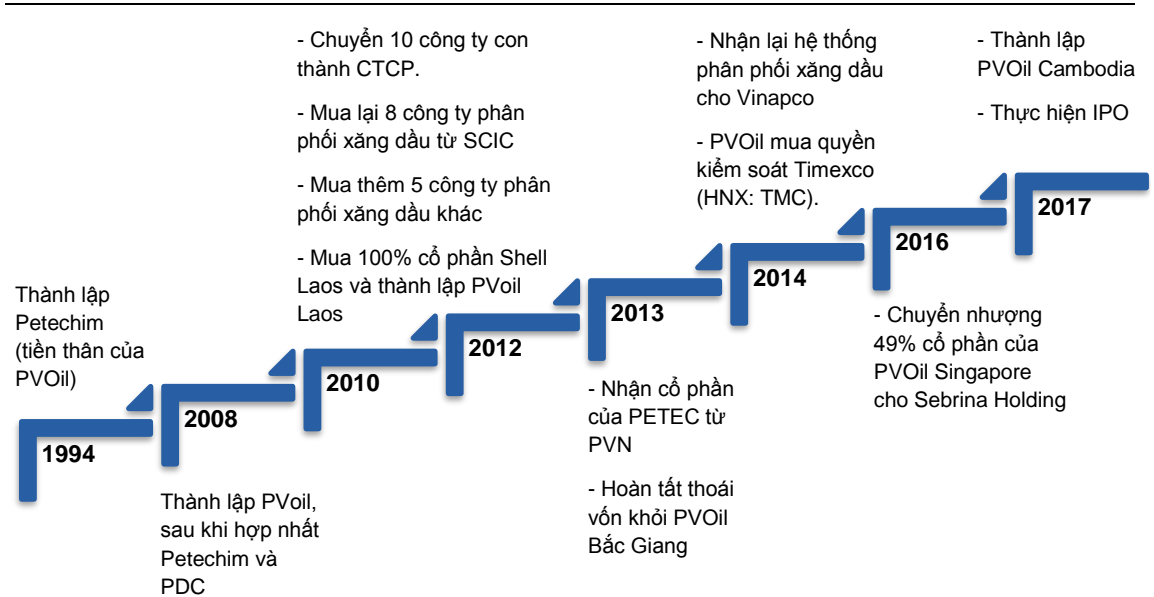 Thành lập
Petechim
(tiền thân của
PVOil)
1994
2008
Thành lập PVoil,
sau khi hợp nhất
Petechim và
PDC
- Chuyển 10 công ty con
thành CTCP.
- Mua lại 8 công ty phân
phối xăng dầu từ SCIC
- Mua thêm 5 công ty phân
phối xăng dầu khác
- Mua 100% cổ phần Shell
Laos và thành lập PVoil
Laos
2010
2012
2013
- Nhận cổ phần
của PETEC từ
PVN
- Hoàn tất thoái
vốn khỏi PVOil
Bắc Giang
- Nhận lại hệ thống
phân phối xăng dầu
cho Vinapco
- PVOil mua quyền
kiểm soát Timexco
(HNX: TMC).
2014
2016
- Chuyển nhượng
49% cổ phần của
PVOil Singapore
cho Sebrina Holding
- Thành lập
PVOil Cambodia
- Thực hiện IPO
2017